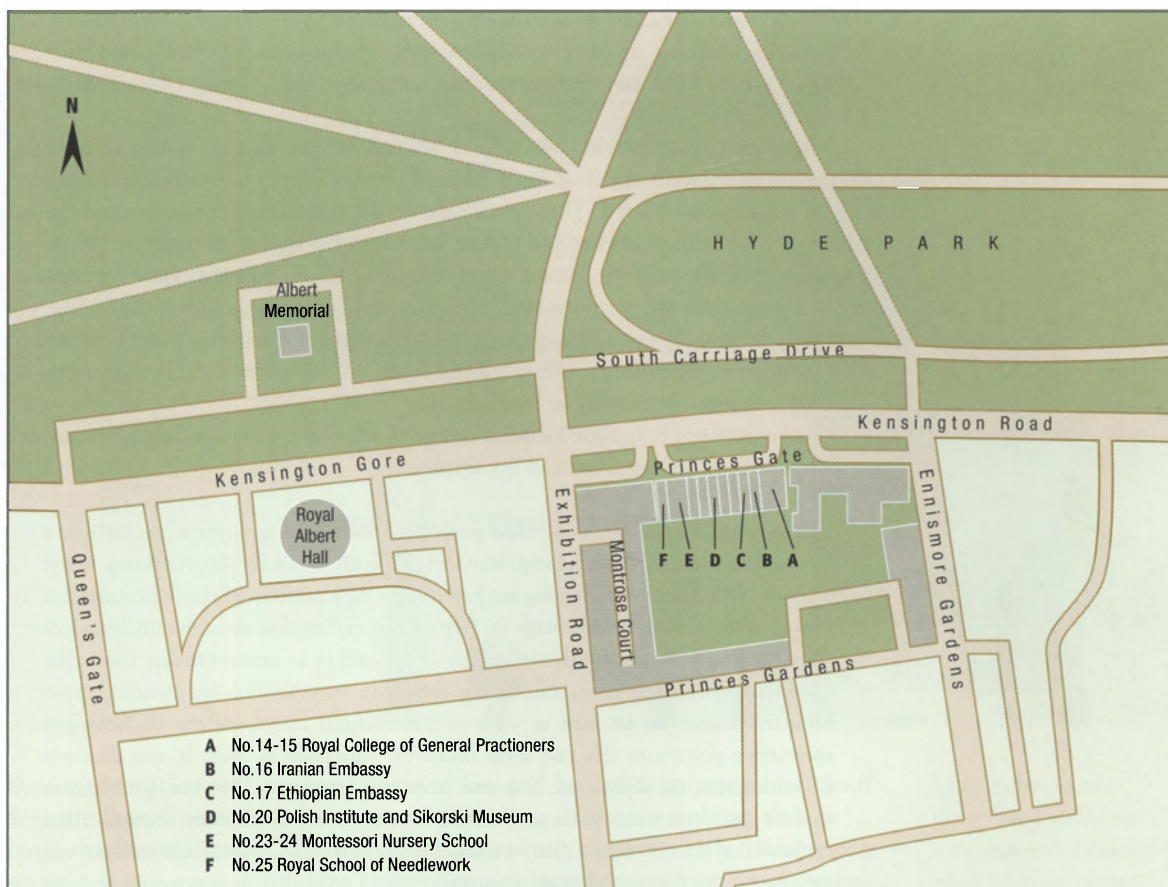 N
HYDE PARK
Albert
Memorial
South Carriage Drive
Kensington Road
Kensington Gore
Princes Gate
Royal
Albert
Hall
Queen's Gate
Exhibition Road
Montrose Court
F E D C B A
Ennismore Gardens
Princes Gardens
A No.14-15 Royal College of General Practioners
B No.16 Iranian Embassy
C No.17 Ethiopian Embassy
D No.20 Polish Institute and Sikorski Museum
E No.23-24 Montessori Nursery School
F No.25 Royal School of Needlework